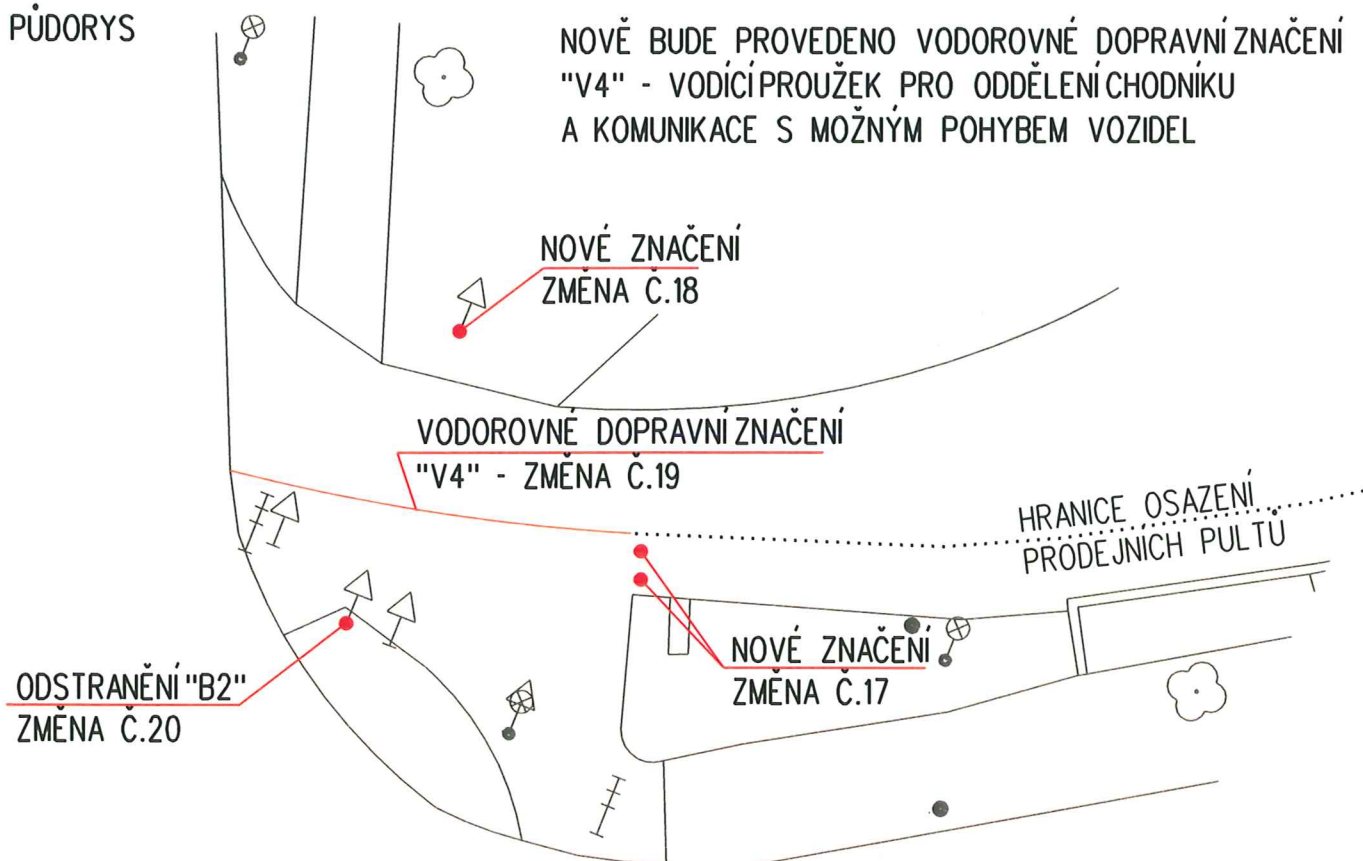 PŮDORYS
NOVĚ BUDE PROVEDENO VODOROVNÉ DOPRAVNÍ ZNAČENÍ
"V4" - VODÍCÍ PROUŽEK PRO ODDĚLENÍ CHODNÍKU
A KOMUNIKACE S MOŽNÝM POHYBEM VOZIDEL
NOVÉ ZNAČENÍ
ZMĚNA Č.18
VODOROVNÉ DOPRAVNÍ ZNAČENÍ
"V4" - ZMĚNA Č.19
HRANICE OSAZENÍ
PRODEJNÍCH PULTŮ
NOVÉ ZNAČENÍ
ZMĚNA Č.17
ODSTRANĚNÍ "B2"
ZMĚNA Č.20